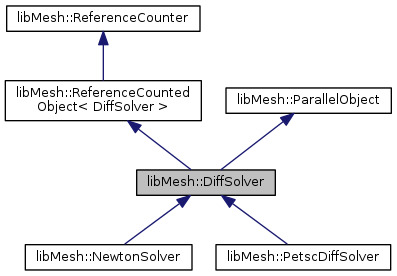 libMesh::ReferenceCounter
libMesh::ReferenceCounted
Object< DiffSolver >
libMesh::ParallelObject
libMesh::DiffSolver
libMesh::NewtonSolver
libMesh::PetscDiffSolver